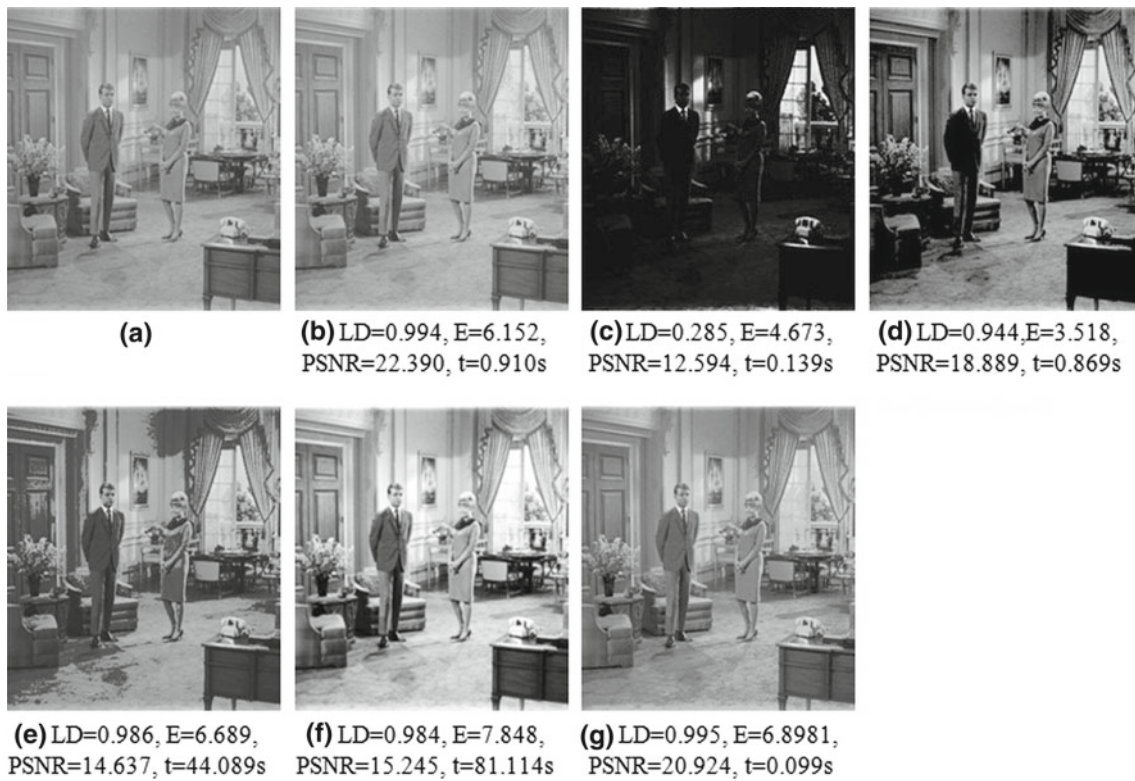 (a)
(b) LD=0.994, E=6.152,
PSNR=22.390, t=0.910s
(c) LD=0.285, E=4.673,
PSNR=12.594, t=0.139s
(d) LD=0.944,E=3.518,
PSNR=18.889, t=0.869s
(e) LD=0.986, E=6.689,
PSNR=14.637, t=44.089s
(f) LD=0.984, E=7.848,
PSNR=15.245, t=81.114s
(g) LD=0.995, E=6.8981,
PSNR=20.924, t=0.099s